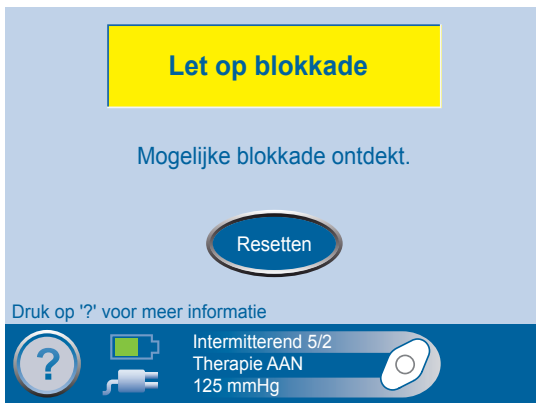 Let op blokkade
Mogelijke blokkade ontdekt.
Resetten
Druk op '?' voor meer informatie
?
Intermitterend 5/2
Therapie AAN
125 mmHg